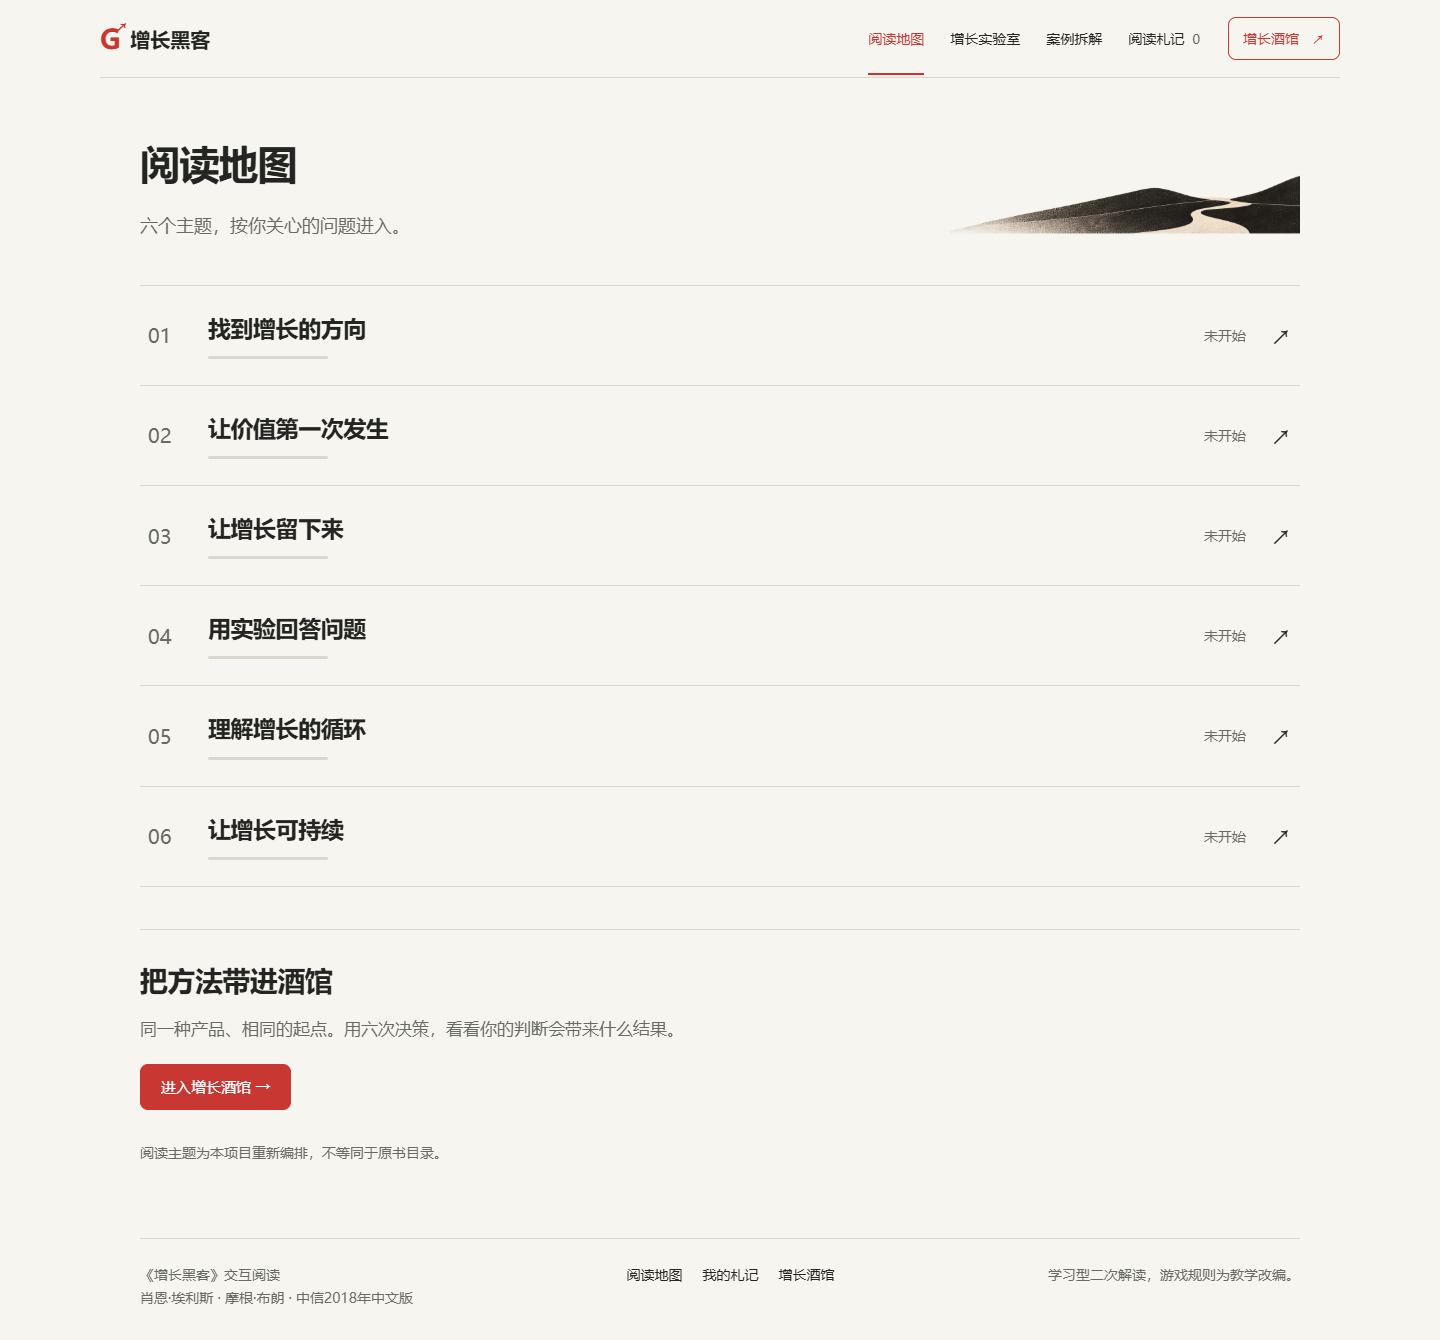 G 增长黑客
阅读地图 增长实验室 案例拆解 阅读札记 0 增长酒馆 ↗
阅读地图
六个主题，按你关心的问题进入。
01 找到增长的方向 未开始 ↗
02 让价值第一次发生 未开始 ↗
03 让增长留下来 未开始 ↗
04 用实验回答问题 未开始 ↗
05 理解增长的循环 未开始 ↗
06 让增长可持续 未开始 ↗
把方法带进酒馆
同一种产品、相同的起点。用六次决策，看看你的判断会带来什么结果。
进入增长酒馆 →
阅读主题为本项目重新编排，不等同于原书目录。
《增长黑客》交互阅读
肖恩·埃利斯 · 摩根·布朗 · 中信2018年中文版
阅读地图 我的札记 增长酒馆
学习型二次解读，游戏规则为教学改编。